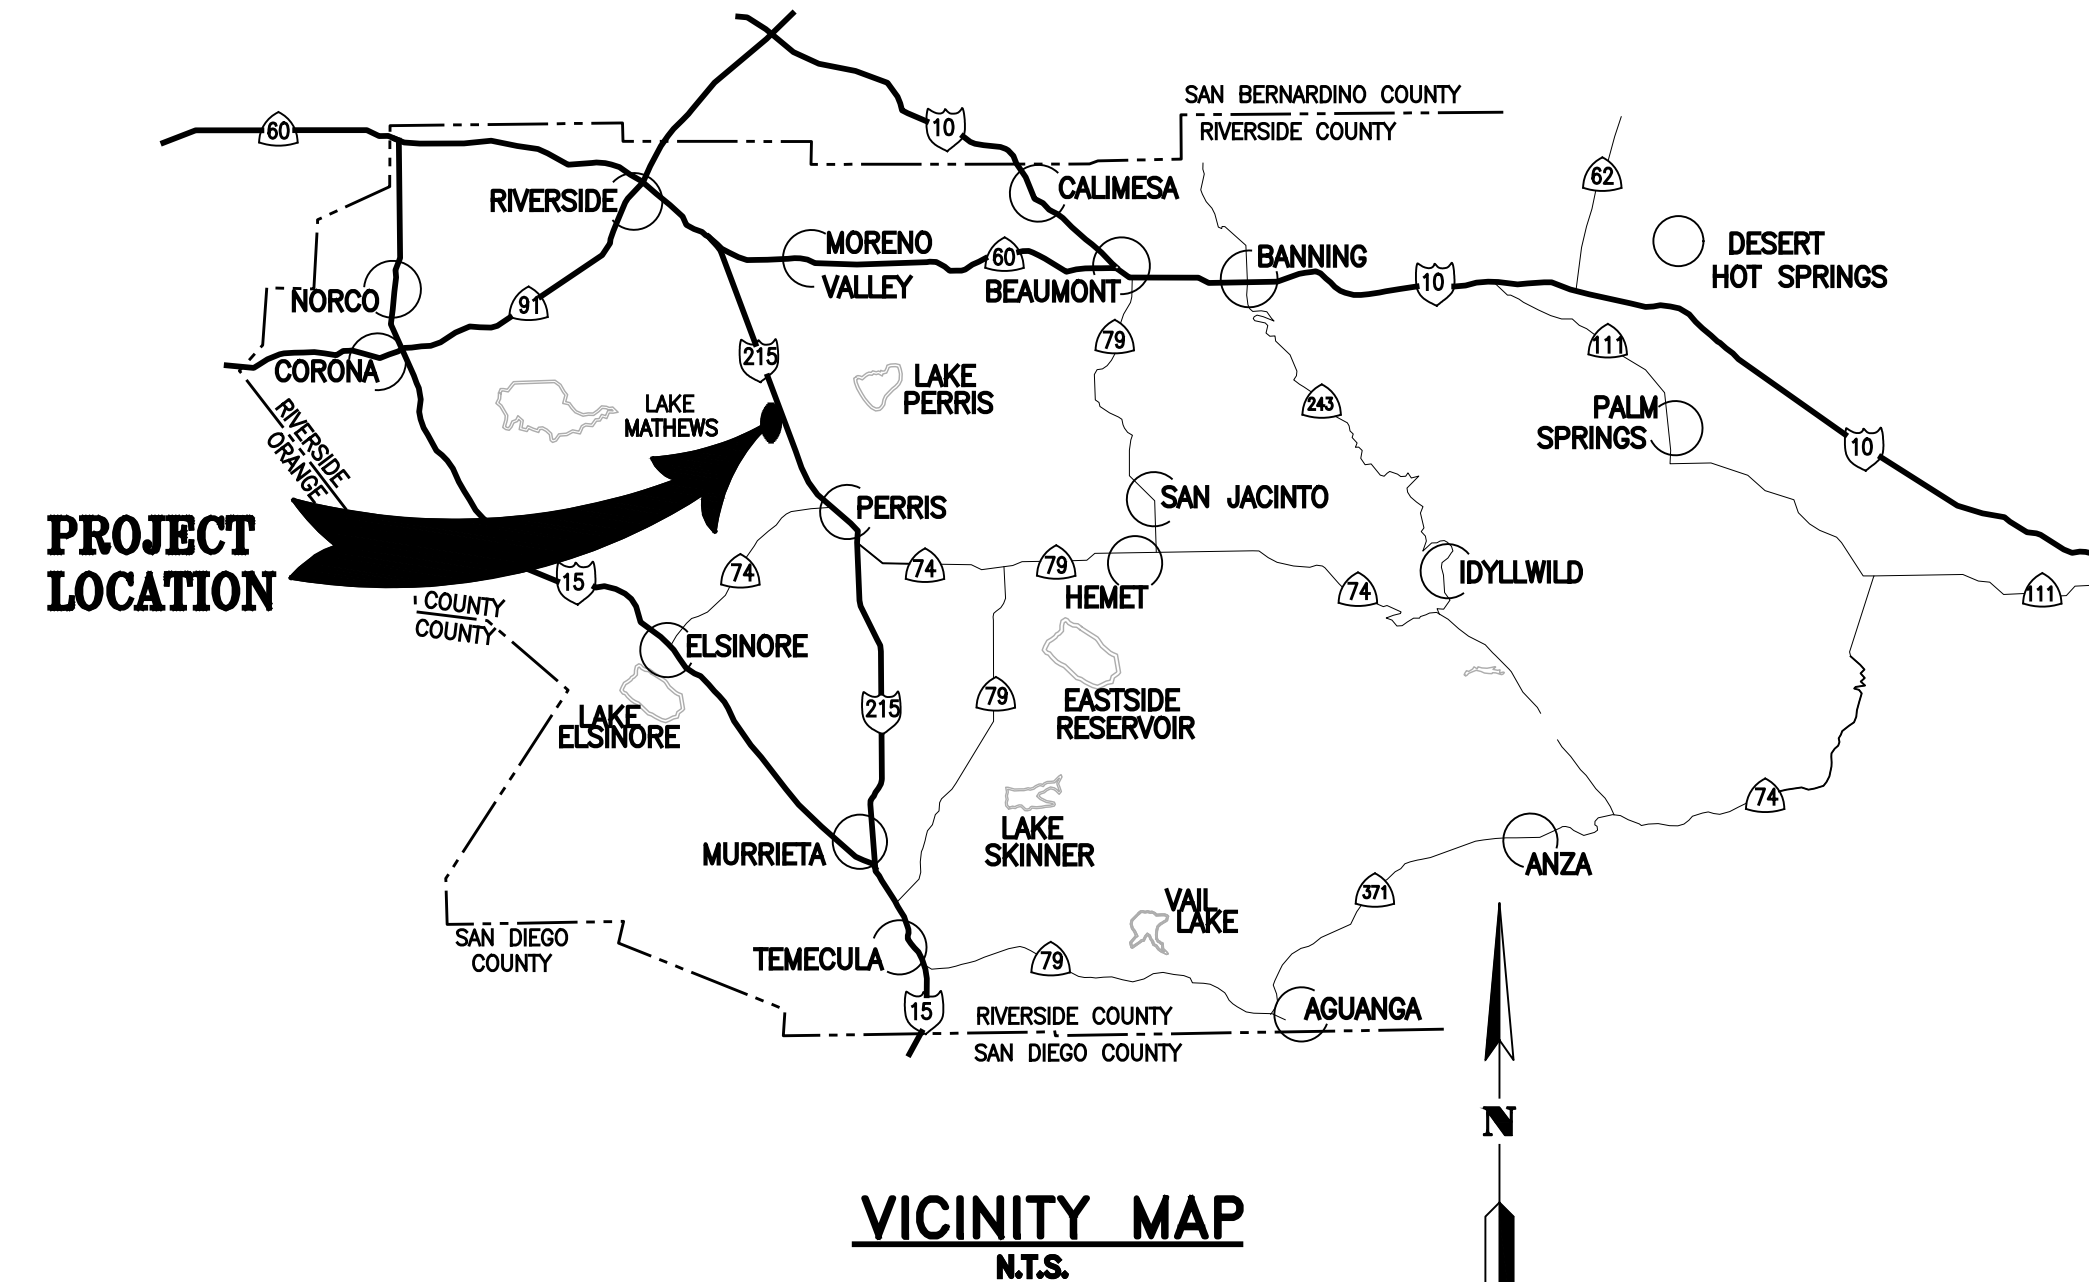 SAN BERNARDINO COUNTY
RIVERSIDE COUNTY
60
10
62
RIVERSIDE
CALIMESA
MORENO
VALLEY
60
BANNING
DESERT
HOT SPRINGS
NORCO
91
BEAUMONT
10
79
111
215
CORONA
LAKE
PERRIS
LAKE
MATHEWS
243
PALM
SPRINGS
10
RIVERSIDE
ORANGE
PERRIS
SAN JACINTO
PROJECT
LOCATION
15
74
74
79
HEMET
74
IDYLLWILD
111
COUNTY
COUNTY
ELSINORE
LAKE
ELSINORE
215
79
EASTSIDE
RESERVOIR
LAKE
SKINNER
74
MURRIETA
ANZA
371
VAIL
LAKE
SAN DIEGO
COUNTY
TEMECULA
79
15
RIVERSIDE COUNTY
SAN DIEGO COUNTY
AGUANGA
N
VICINITY MAP
N.T.S.